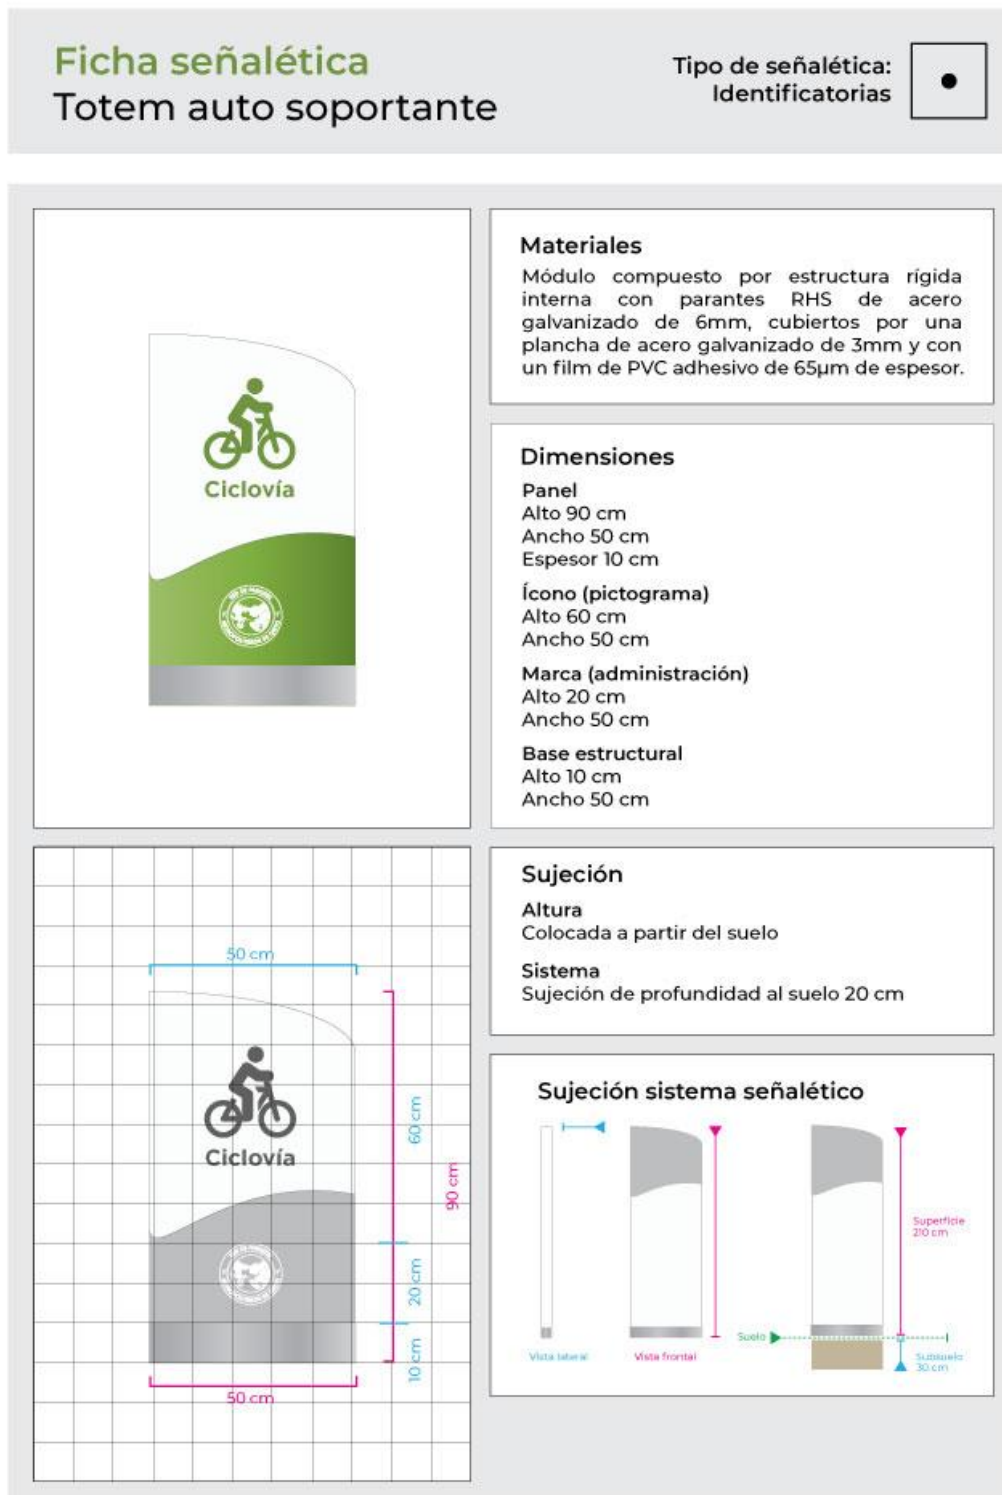 Ficha señalética
Totem auto soportante
Tipo de señalética:
Identificatorias
Ciclovía
Materiales
Módulo compuesto por estructura rígida
interna con parantes RHS de acero
galvanizado de 6mm, cubiertos por una
plancha de acero galvanizado de 3mm y con
un film de PVC adhesivo de 65µm de espesor.
Dimensiones
Panel
Alto 90 cm
Ancho 50 cm
Espesor 10 cm
Ícono (pictograma)
Alto 60 cm
Ancho 50 cm
Marca (administración)
Alto 20 cm
Ancho 50 cm
Base estructural
Alto 10 cm
Ancho 50 cm
50 cm
Ciclovía
60 cm
90 cm
20 cm
10 cm
50 cm
Sujeción
Altura
Colocada a partir del suelo
Sistema
Sujeción de profundidad al suelo 20 cm
Sujeción sistema señalético
Superficie
210 cm
Suelo
Vista lateral
Vista frontal
Subsuelo
30 cm